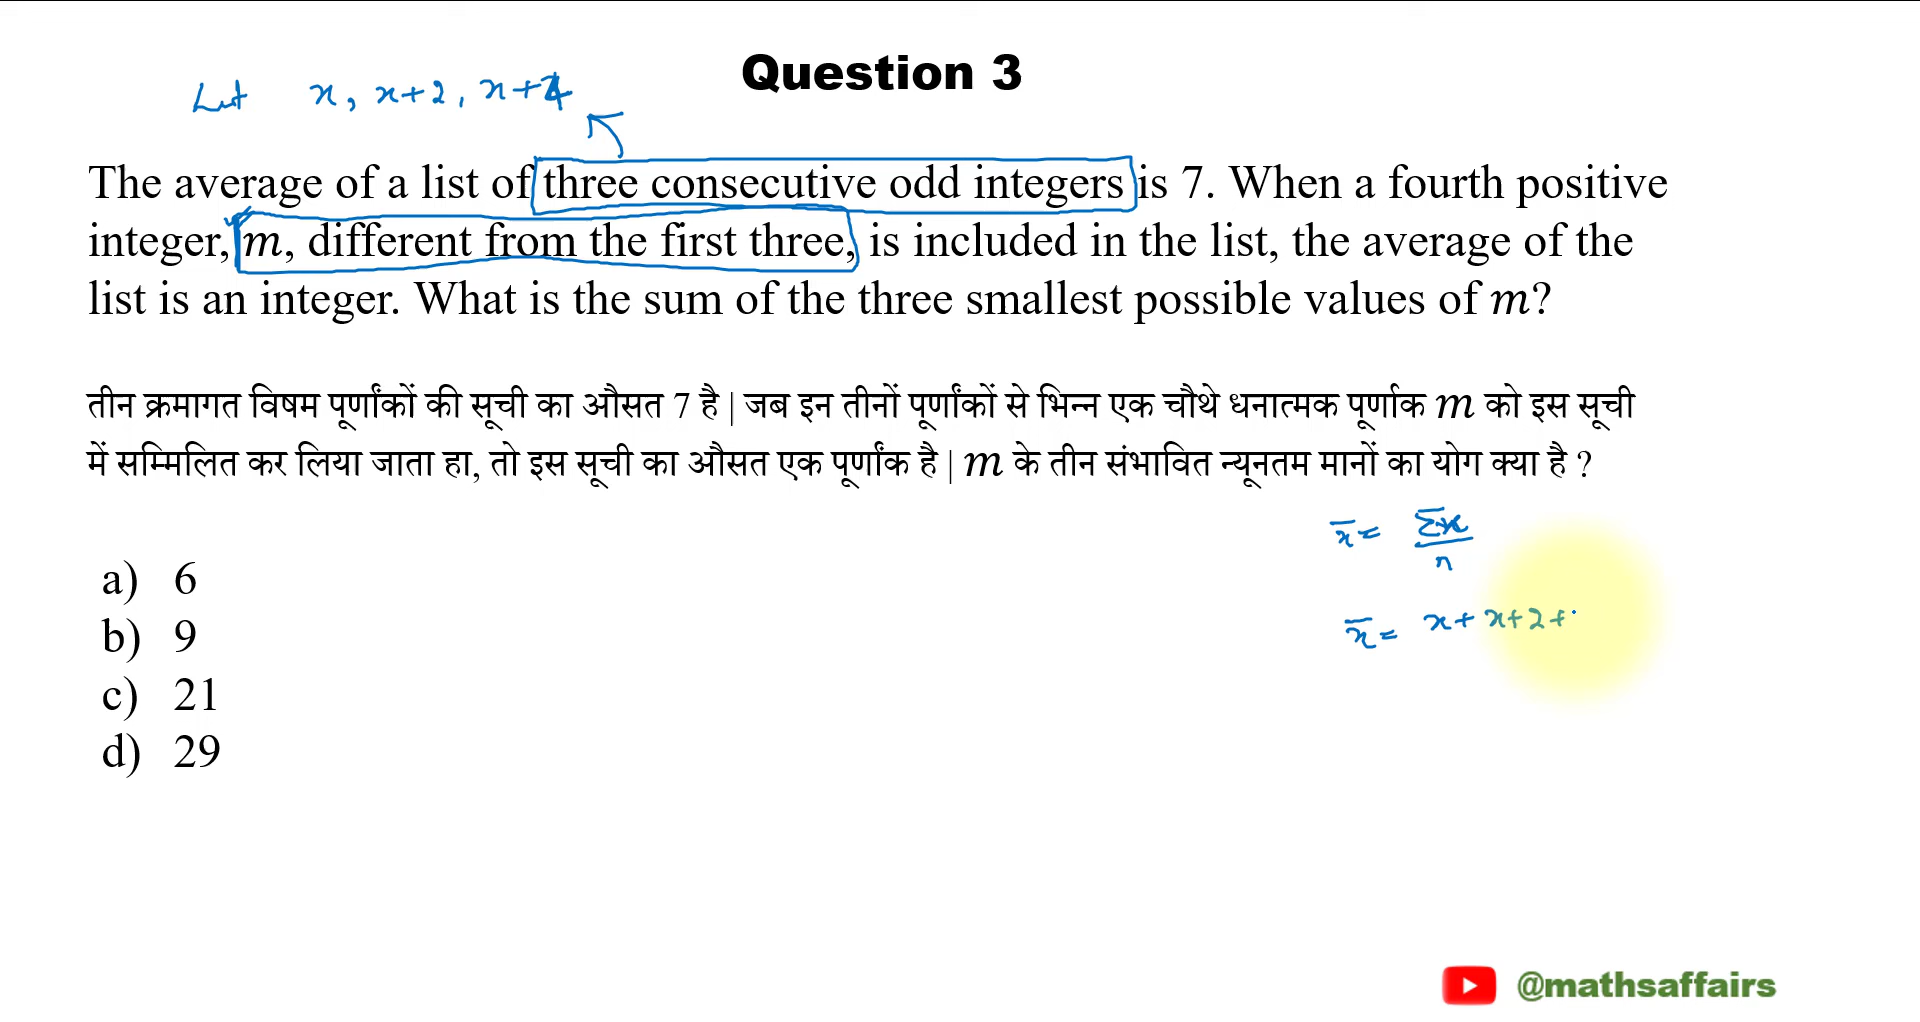 Question 3
Let x, x+2, x+4
The average of a list of three consecutive odd integers is 7. When a fourth positive
integer, m, different from the first three, is included in the list, the average of the
list is an integer. What is the sum of the three smallest possible values of m?
तीन क्रमागत विषम पूर्णांकों की सूची का औसत 7 है | जब इन तीनों पूर्णांकों से भिन्न एक चौथे धनात्मक पूर्णाक m को इस सूची
में सम्मिलित कर लिया जाता हा, तो इस सूची का औसत एक पूर्णांक है | m के तीन संभावित न्यूनतम मानों का योग क्या है ?
x̄ = Σx/n
x̄ = x + x+2+
a) 6
b) 9
c) 21
d) 29
@mathsaffairs